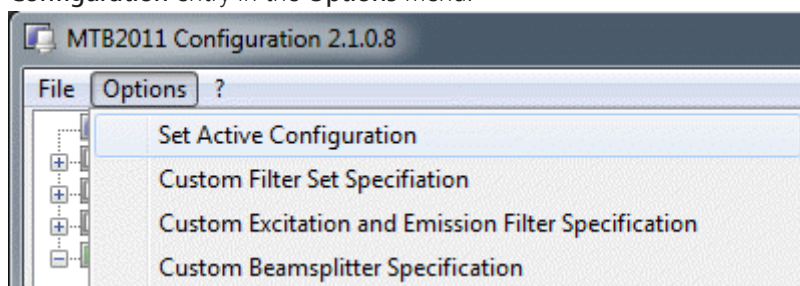 Configuration entry in the Options menu.
MTB2011 Configuration 2.1.0.8
File Options ?
Set Active Configuration
Custom Filter Set Specifiation
Custom Excitation and Emission Filter Specification
Custom Beamsplitter Specification